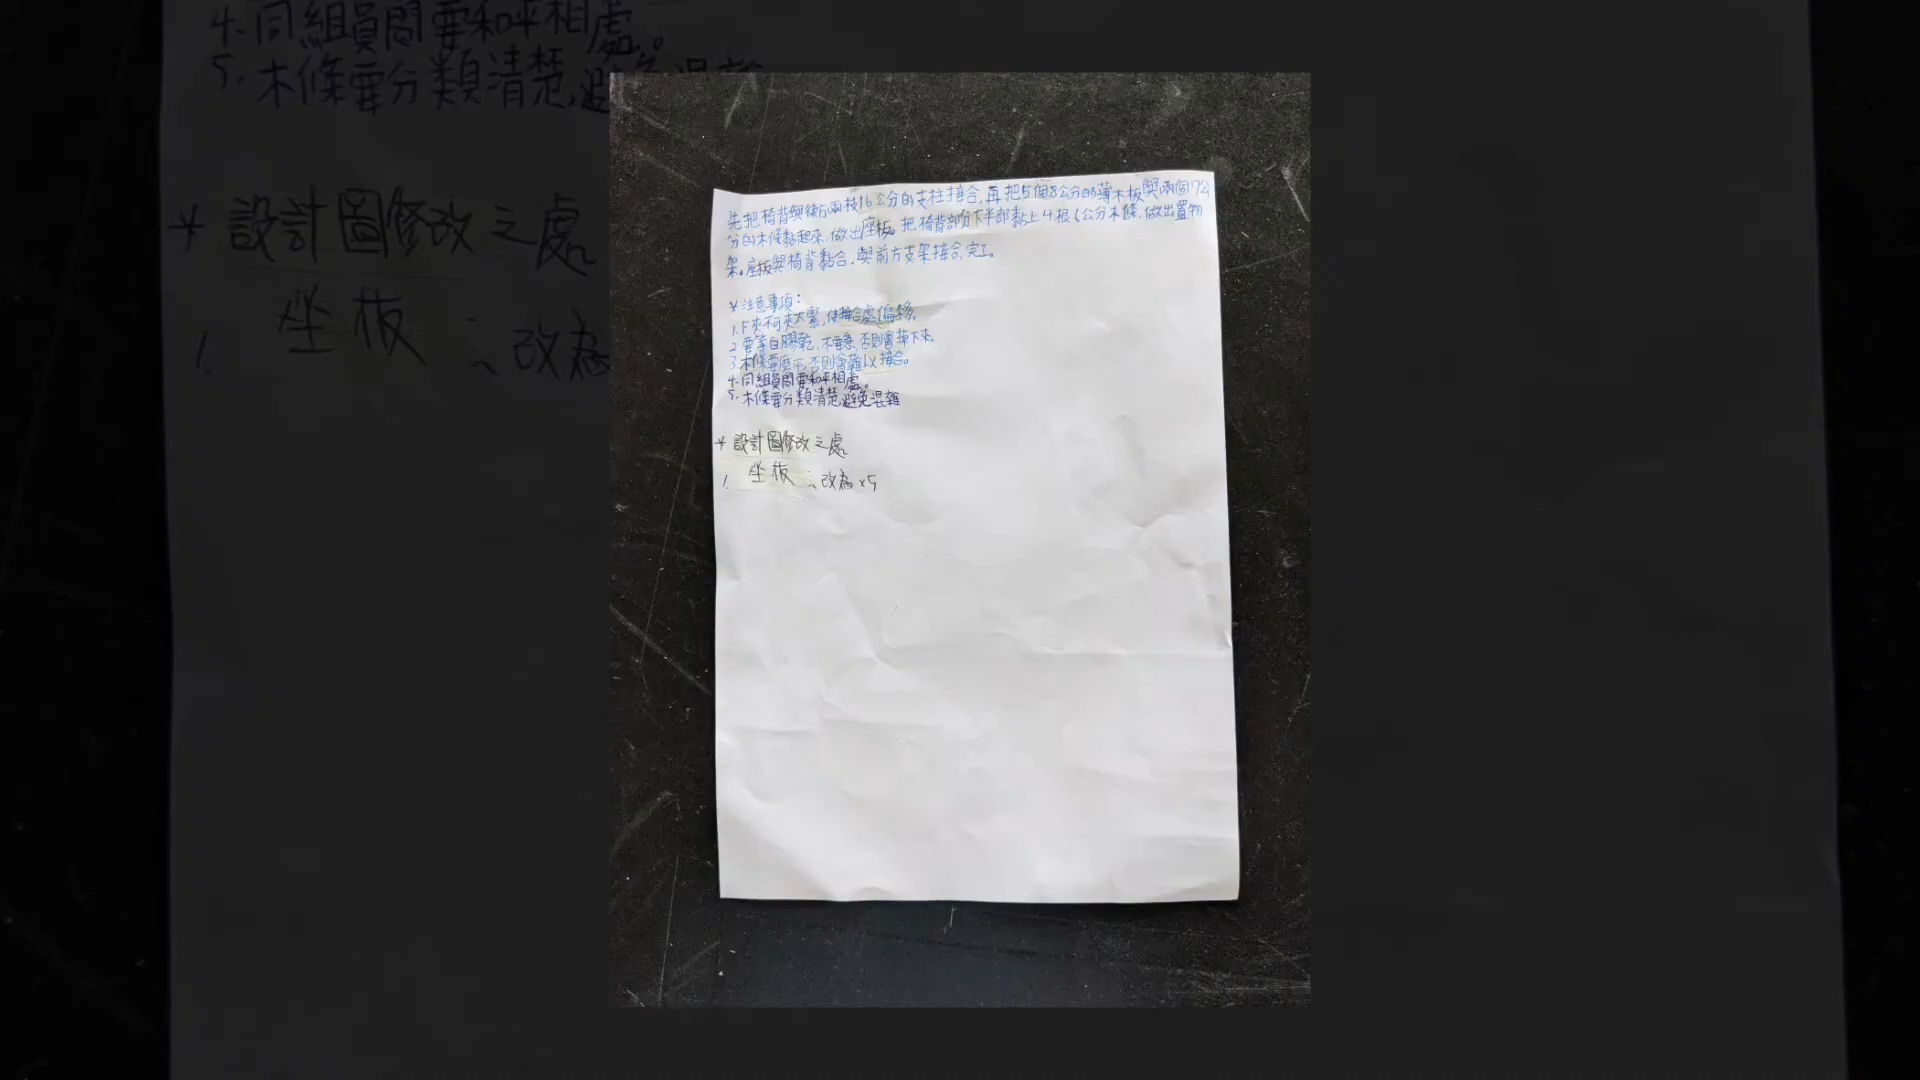 先把椅背與後方兩枝16公分的支柱接合,再把5個8公分的薄木板與兩個7公
分的木條黏起來,做出座板。把椅背部分下半部黏上4根6公分木條,做出置物
架。座板與椅背黏合,與前方支架接合,完工。
*注意事項:
1.F夾不可夾太緊,使接合處偏移。
2.要等白膠乾,不要急,否則會掉下來。
3.木條要磨平,否則會難以接合。
4.同組員間要和平相處。
5.木條要分類清楚,避免混雜
*設計圖修改之處
1. 坐板 改為x5